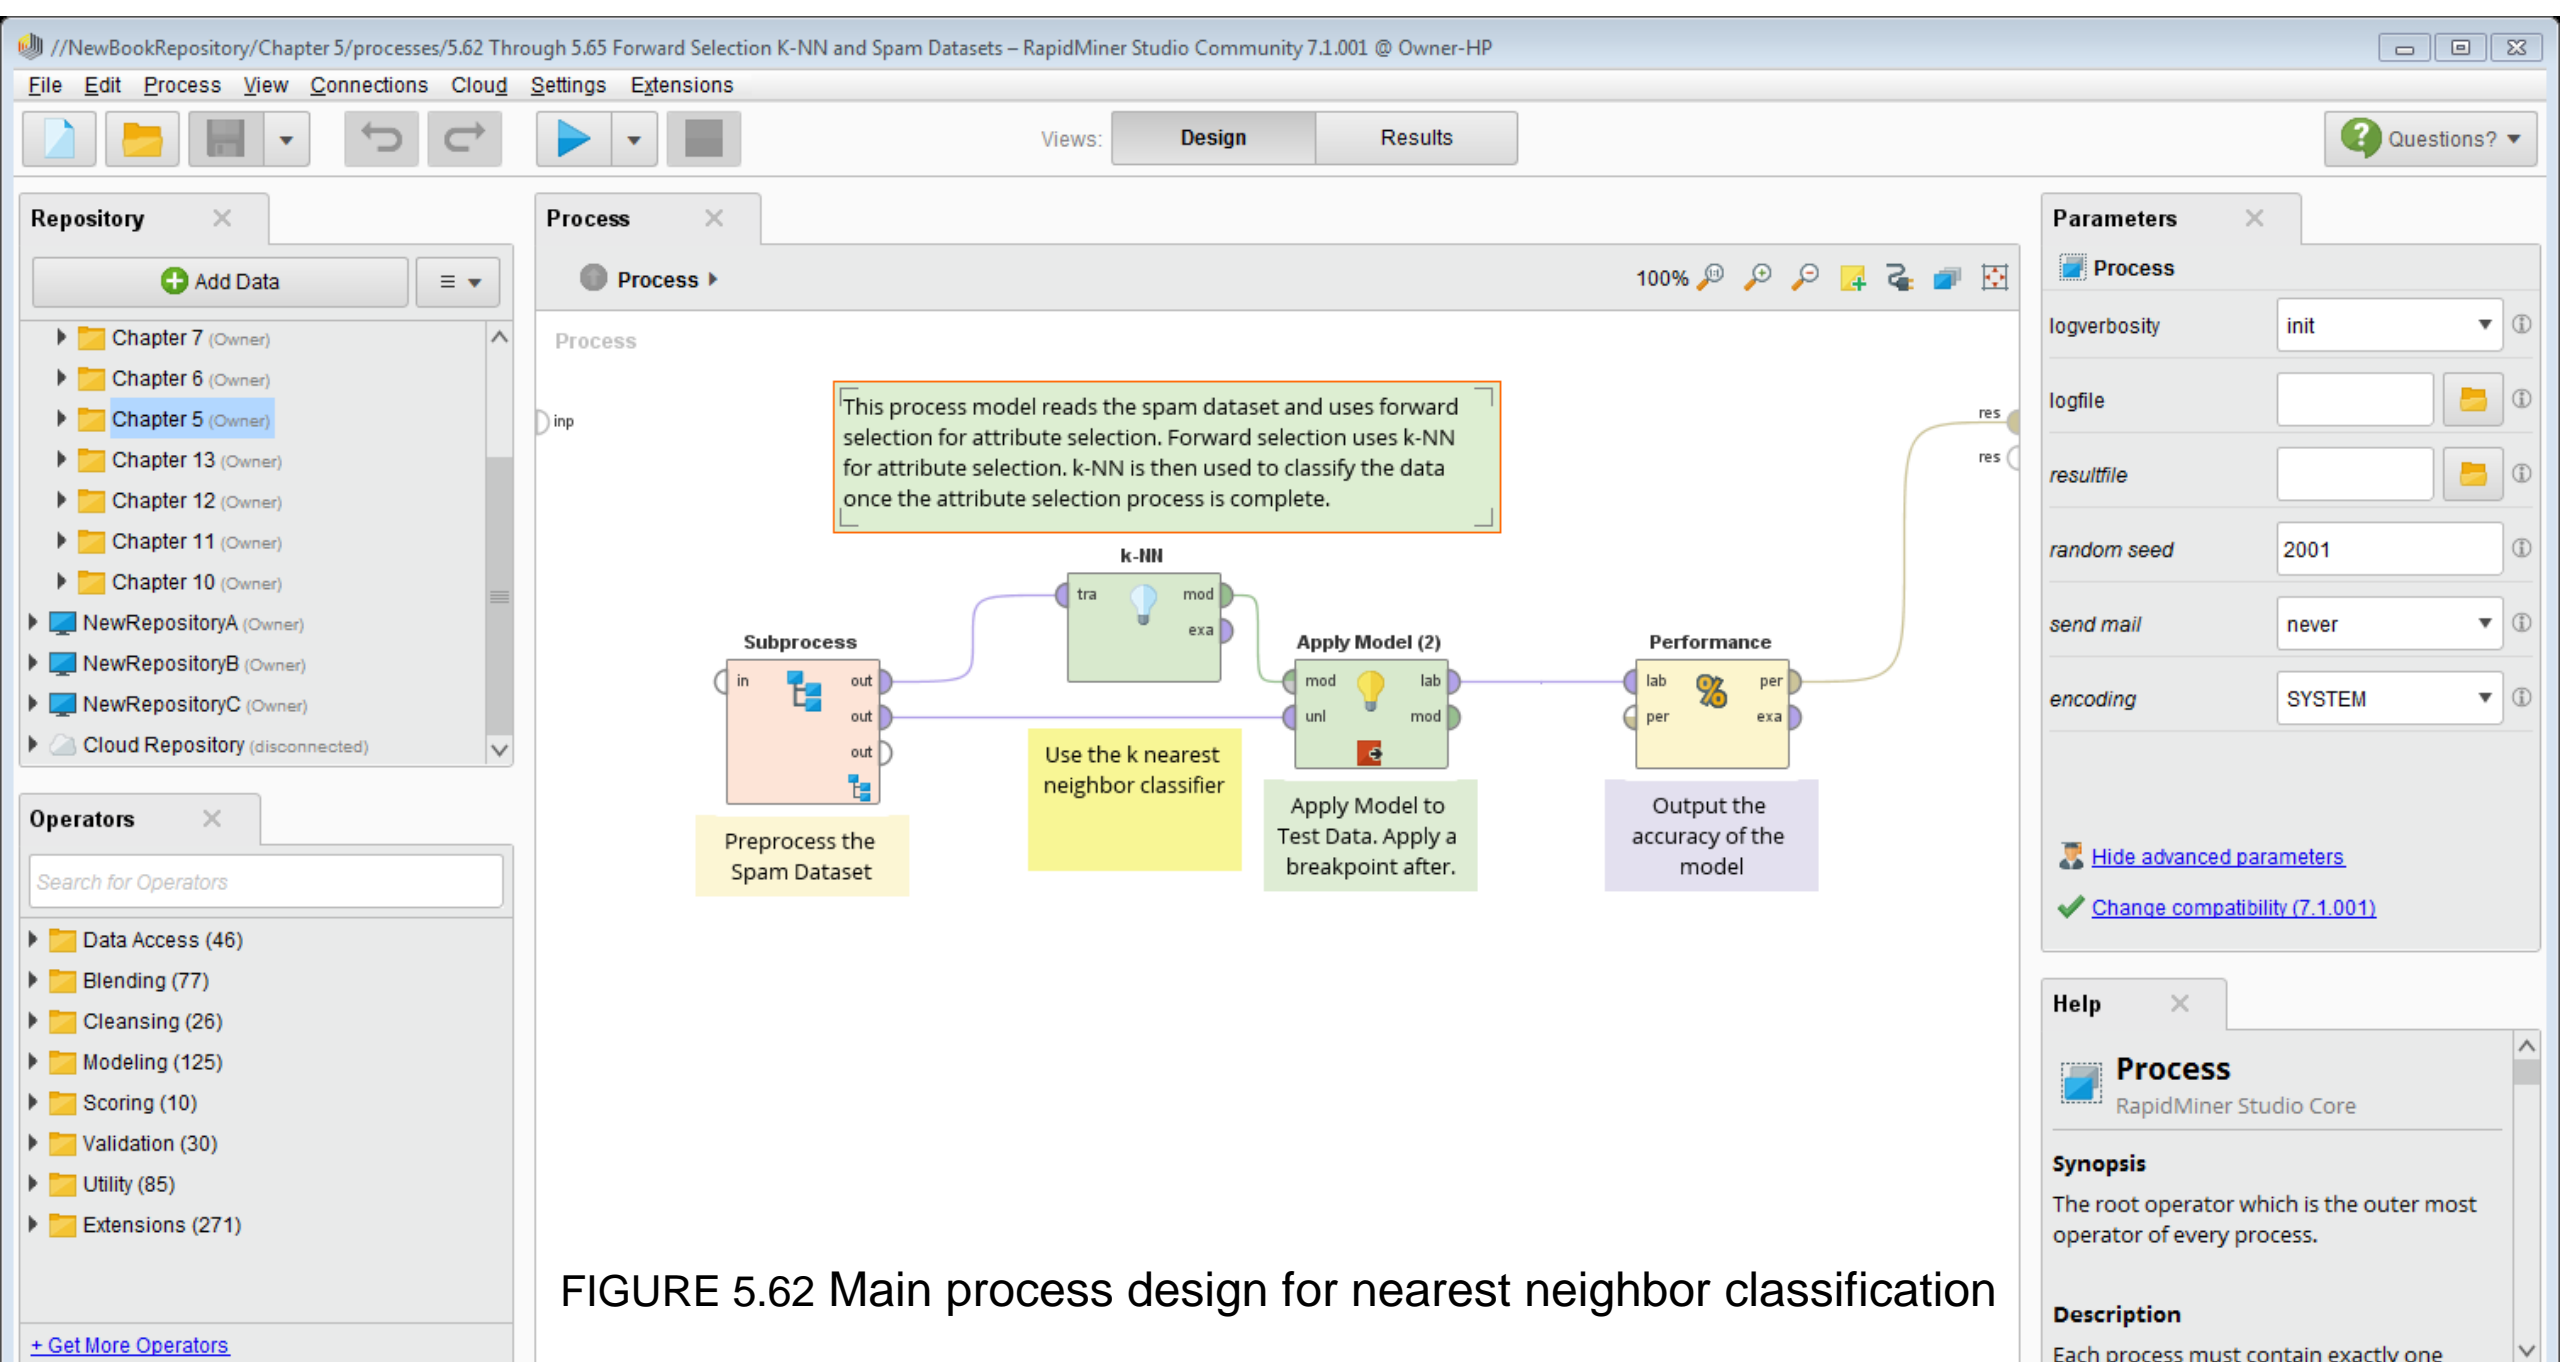 //NewBookRepository/Chapter 5/processes/5.62 Through 5.65 Forward Selection K-NN and Spam Datasets – RapidMiner Studio Community 7.1.001 @ Owner-HP
File Edit Process View Connections Cloud Settings Extensions
Views: Design Results
Questions?
Repository
Add Data
Chapter 7 (Owner)
Chapter 6 (Owner)
Chapter 5 (Owner)
Chapter 13 (Owner)
Chapter 12 (Owner)
Chapter 11 (Owner)
Chapter 10 (Owner)
NewRepositoryA (Owner)
NewRepositoryB (Owner)
NewRepositoryC (Owner)
Cloud Repository (disconnected)
Operators
Search for Operators
Data Access (46)
Blending (77)
Cleansing (26)
Modeling (125)
Scoring (10)
Validation (30)
Utility (85)
Extensions (271)
+ Get More Operators
Process
Process
100%
Process
inp
This process model reads the spam dataset and uses forward
selection for attribute selection. Forward selection uses k-NN
for attribute selection. k-NN is then used to classify the data
once the attribute selection process is complete.
res
res
k-NN
tra mod
exa
Subprocess
in out
out
out
Preprocess the
Spam Dataset
Use the k nearest
neighbor classifier
Apply Model (2)
mod lab
unl mod
Apply Model to
Test Data. Apply a
breakpoint after.
Performance
lab % per
per exa
Output the
accuracy of the
model
FIGURE 5.62 Main process design for nearest neighbor classification
Parameters
Process
logverbosity init
logfile
resultfile
random seed 2001
send mail never
encoding SYSTEM
Hide advanced parameters
Change compatibility (7.1.001)
Help
Process
RapidMiner Studio Core
Synopsis
The root operator which is the outer most
operator of every process.
Description
Each process must contain exactly one